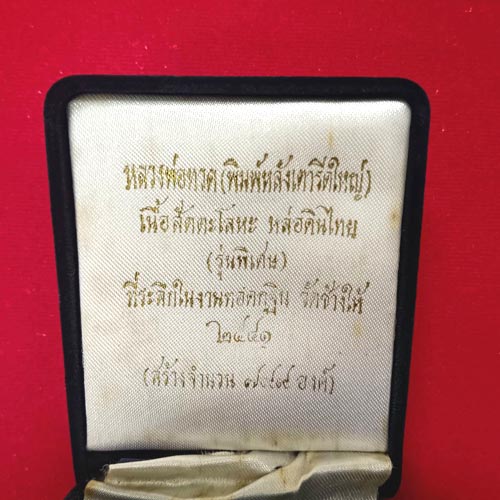 หลวงพ่อทวด (พิมพ์หลังเตารีดใหญ่)
เนื้อสัตตะโลหะ หล่อดินไทย
(รุ่นพิเศษ)
ที่ระลึกในงานทอดกฐิน วัดช้างให้
๒๕๔๑
(สร้างจำนวน องค์)